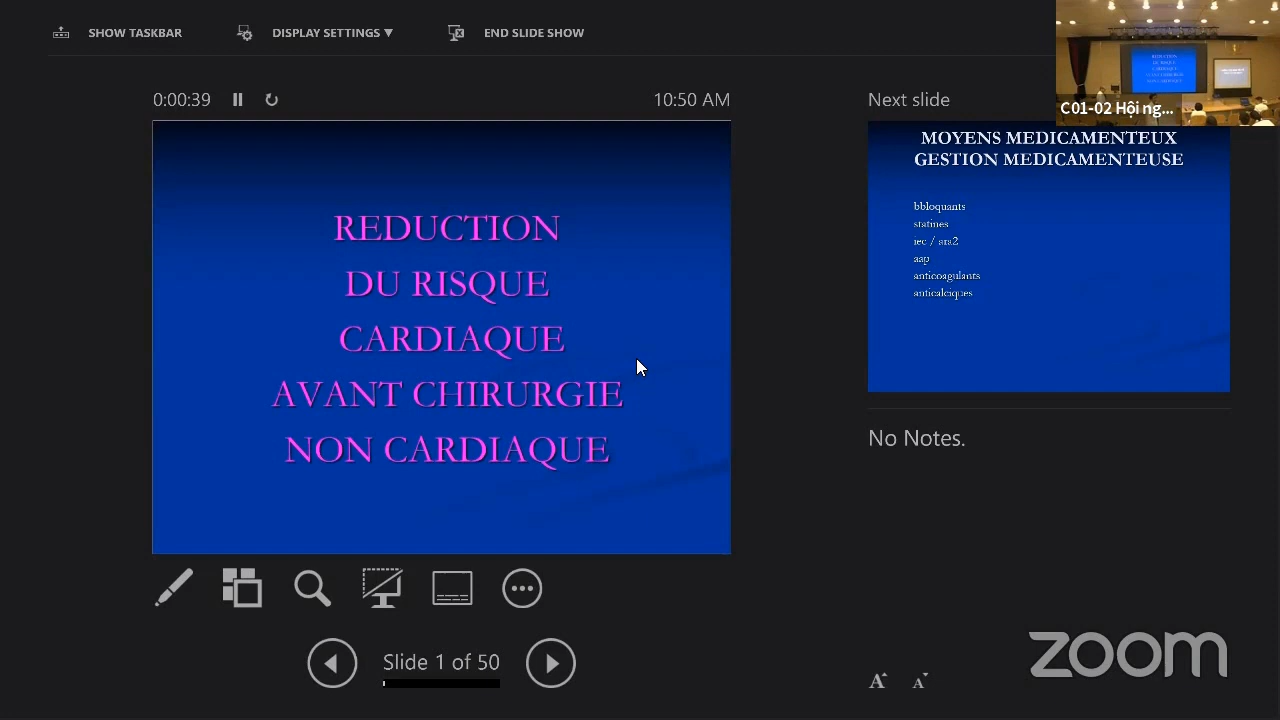 SHOW TASKBAR
DISPLAY SETTINGS ▼
END SLIDE SHOW
0:00:39
10:50 AM
Next slide
C01-02 Hội ng...
REDUCTION
DU RISQUE
CARDIAQUE
AVANT CHIRURGIE
NON CARDIAQUE
MOYENS MEDICAMENTEUX
GESTION MEDICAMENTEUSE
bbloquants
statines
iec / ara2
aap
anticoagulants
anticalciques
No Notes.
Slide 1 of 50
A A
zoom